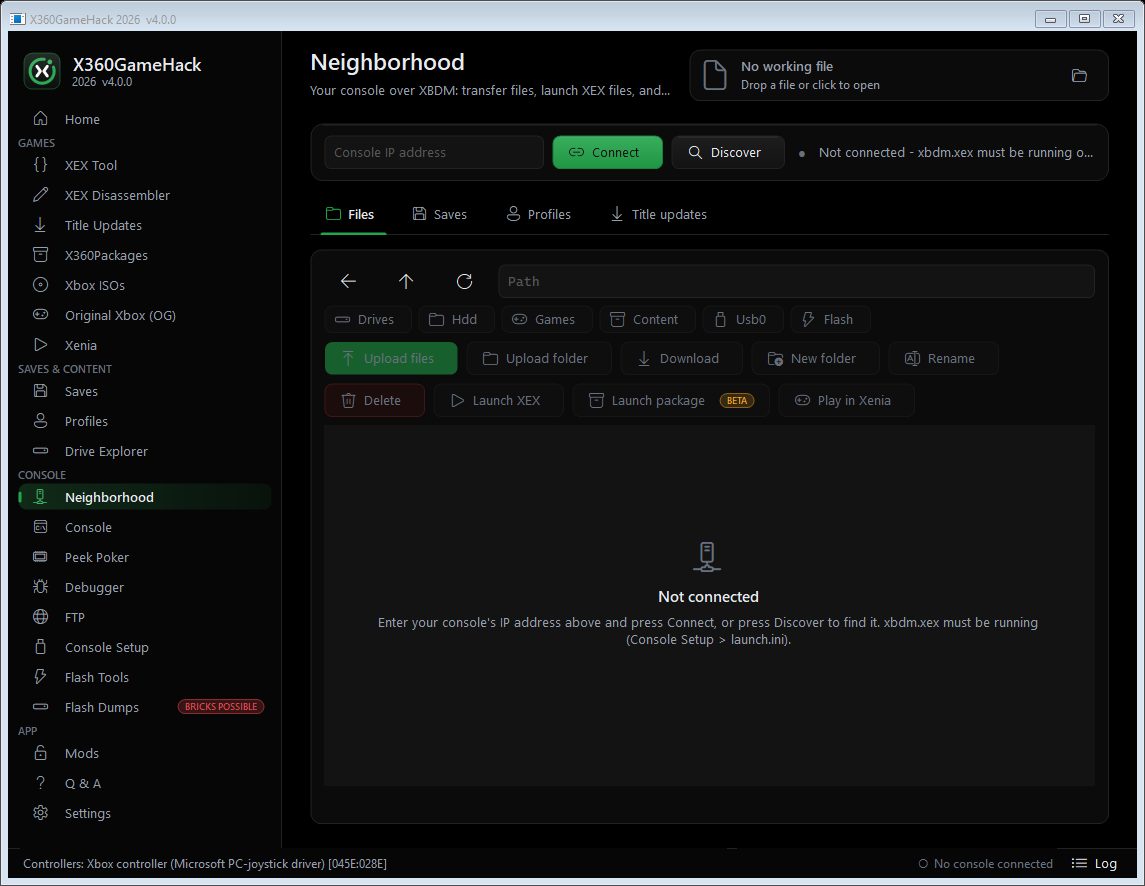 X360GameHack 2026 v4.0.0
X360GameHack
2026 v4.0.0
Home
GAMES
XEX Tool
XEX Disassembler
Title Updates
X360Packages
Xbox ISOs
Original Xbox (OG)
Xenia
SAVES & CONTENT
Saves
Profiles
Drive Explorer
CONSOLE
Neighborhood
Console
Peek Poker
Debugger
FTP
Console Setup
Flash Tools
Flash Dumps BRICKS POSSIBLE
APP
Mods
Q & A
Settings
Neighborhood
Your console over XBDM: transfer files, launch XEX files, and...
No working file
Drop a file or click to open
Console IP address Connect Discover Not connected - xbdm.xex must be running o...
Files Saves Profiles Title updates
Path
Drives Hdd Games Content Usb0 Flash
Upload files Upload folder Download New folder Rename
Delete Launch XEX Launch package BETA Play in Xenia
Not connected
Enter your console's IP address above and press Connect, or press Discover to find it. xbdm.xex must be running
(Console Setup > launch.ini).
Controllers: Xbox controller (Microsoft PC-joystick driver) [045E:028E] No console connected Log